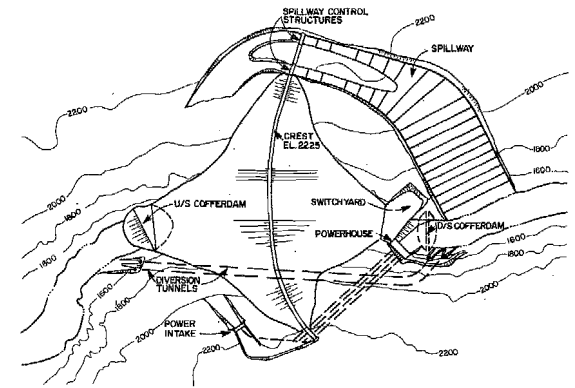 SPILLWAY CONTROL
STRUCTURES
2200
SPILLWAY
2200
2000
CREST
EL. 2225
1800
1600
2000
U/S COFFERDAM
SWITCHYARD
1800
POWERHOUSE
D/S COFFERDAM
1600
1800
1800
1600
DIVERSION
TUNNELS
1800
2000
2000
POWER
INTAKE
2200
2200